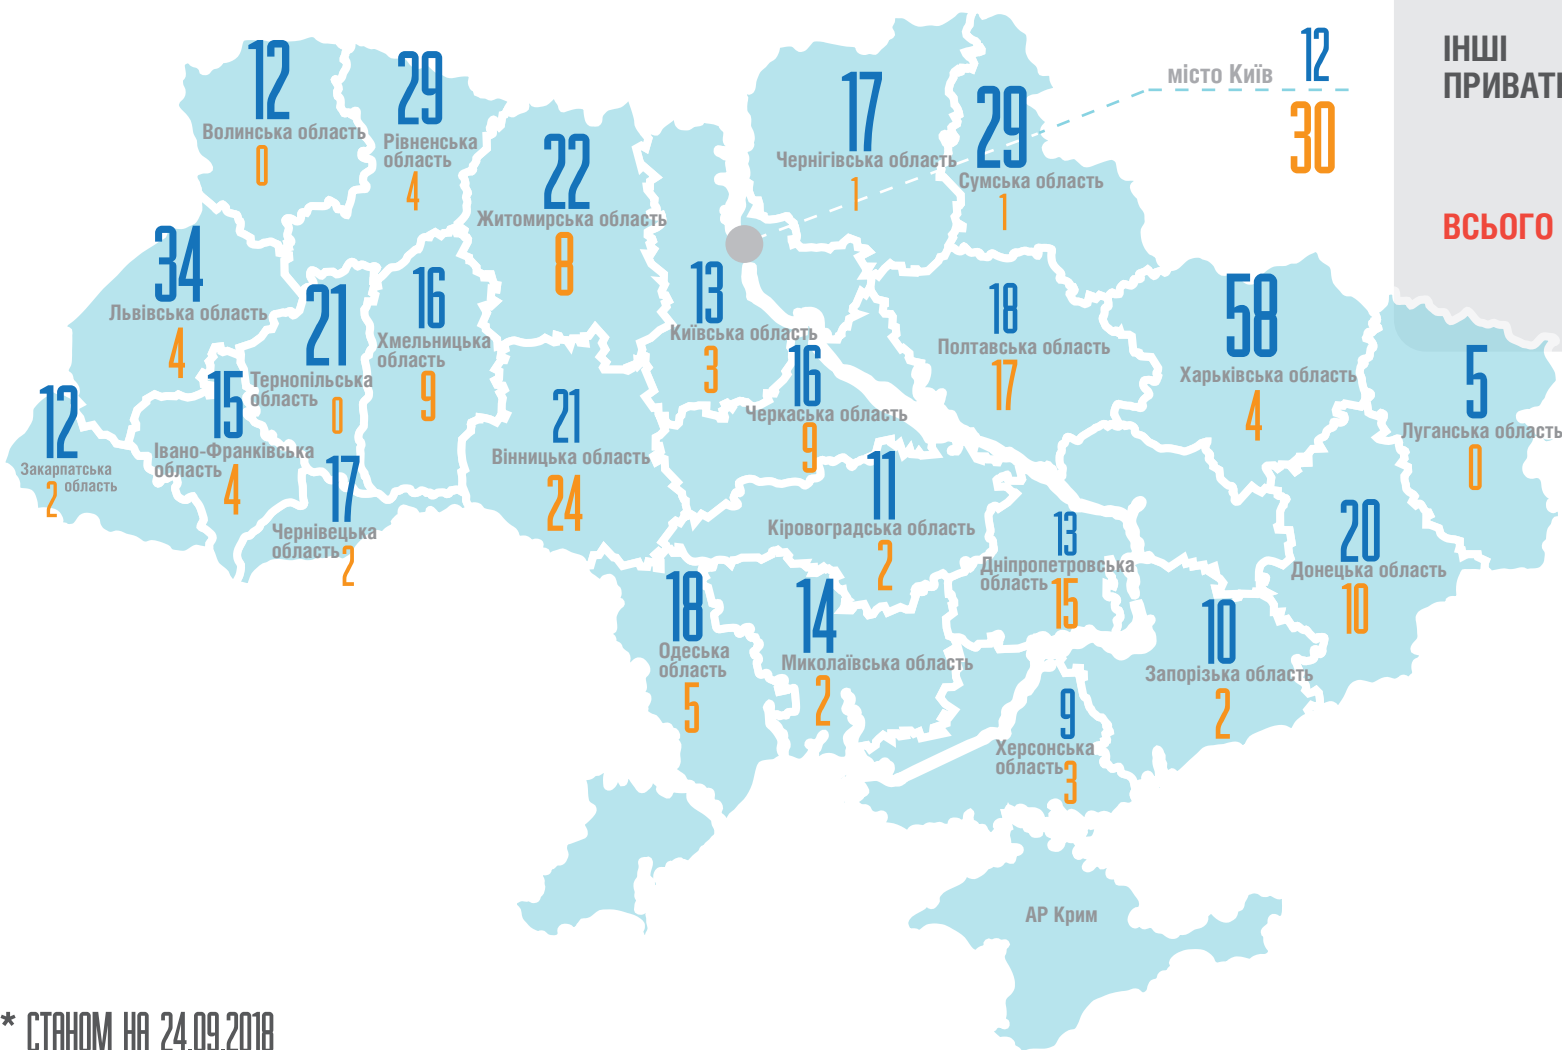 12
Волинська область
0
29
Рівненська
область
4
22
Житомирська область
8
17
Чернігівська область
1
29
Сумська область
1
місто Київ 12
30
ІНШІ
ПРИВАТ
ВСЬОГО
34
Львівська область
4
21
Тернопільська
область
0
16
Хмельницька
область
9
13
Київська область
3
18
Полтавська область
17
58
Харьківська область
4
5
Луганська область
0
12
Закарпатська
область
2
15
Івано-Франківська
область
4
17
Чернівецька
область
2
21
Вінницька область
24
16
Черкаська область
9
11
Кіровоградська область
2
13
Дніпропетровська
область
15
20
Донецька область
10
18
Одеська
область
5
14
Миколаївська область
2
10
Запорізька область
2
9
Херсонська
область
3
АР Крим
* СТАНОМ НА 24.09.2018